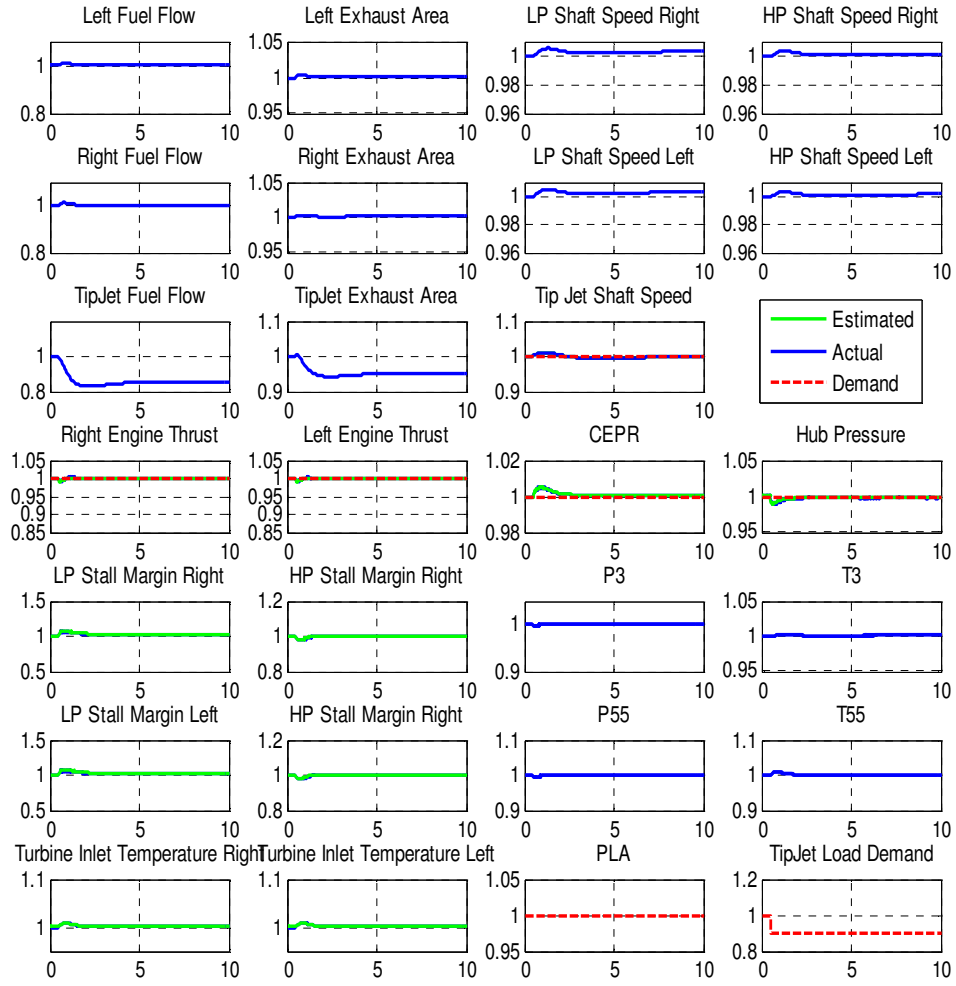 Left Fuel Flow
Left Exhaust Area
LP Shaft Speed Right
HP Shaft Speed Right
1
0.8
0 5 10
1.05
1
0.95
0 5 10
1
0.98
0.96
0 5 10
1
0.98
0.96
0 5 10
Right Fuel Flow
Right Exhaust Area
LP Shaft Speed Left
HP Shaft Speed Left
1
0.8
0 5 10
1.05
1
0.95
0 5 10
1
0.98
0.96
0 5 10
1
0.98
0.96
0 5 10
TipJet Fuel Flow
TipJet Exhaust Area
Tip Jet Shaft Speed
1
0.8
0 5 10
1.1
1
0.9
0 5 10
1.1
1
0.9
0 5 10
Estimated
Actual
Demand
Right Engine Thrust
Left Engine Thrust
CEPR
Hub Pressure
1.05
1
0.95
0.9
0.85
0 5 10
1.05
1
0.95
0.9
0.85
0 5 10
1.02
1
0.98
0 5 10
1.05
1
0.95
0 5 10
LP Stall Margin Right
HP Stall Margin Right
P3
T3
1.5
1
0.5
0 5 10
1.2
1
0.8
0 5 10
1
0.9
0 5 10
1.05
1
0.95
0 5 10
LP Stall Margin Left
HP Stall Margin Right
P55
T55
1.5
1
0.5
0 5 10
1.2
1
0.8
0 5 10
1.1
1
0.9
0 5 10
1.1
1
0.9
0 5 10
Turbine Inlet Temperature Right
Turbine Inlet Temperature Left
PLA
TipJet Load Demand
1.1
1
0.9
0 5 10
1.1
1
0.9
0 5 10
1.05
1
0.95
0 5 10
1.2
1
0.8
0 5 10